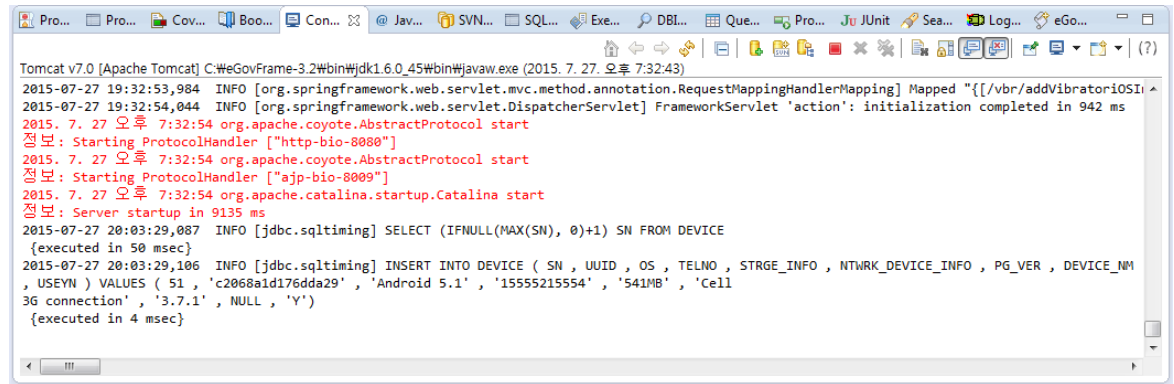 Pro... Pro... Cov... Boo... Con... @ Jav... SVN... SQL... Exe... DBI... Que... Pro... Ju JUnit Sea... Log... eGo...
(?)
Tomcat v7.0 [Apache Tomcat] C:₩eGovFrame-3.2₩bin₩jdk1.6.0_45₩bin₩javaw.exe (2015. 7. 27. 오후 7:32:43)
2015-07-27 19:32:53,984 INFO [org.springframework.web.servlet.mvc.method.annotation.RequestMappingHandlerMapping] Mapped "{[/vbr/addVibratoriOSI
2015-07-27 19:32:54,044 INFO [org.springframework.web.servlet.DispatcherServlet] FrameworkServlet 'action': initialization completed in 942 ms
2015. 7. 27 오후 7:32:54 org.apache.coyote.AbstractProtocol start
정보: Starting ProtocolHandler ["http-bio-8080"]
2015. 7. 27 오후 7:32:54 org.apache.coyote.AbstractProtocol start
정보: Starting ProtocolHandler ["ajp-bio-8009"]
2015. 7. 27 오후 7:32:54 org.apache.catalina.startup.Catalina start
정보: Server startup in 9135 ms
2015-07-27 20:03:29,087 INFO [jdbc.sqltiming] SELECT (IFNULL(MAX(SN), 0)+1) SN FROM DEVICE
{executed in 50 msec}
2015-07-27 20:03:29,106 INFO [jdbc.sqltiming] INSERT INTO DEVICE ( SN , UUID , OS , TELNO , STRGE_INFO , NTWRK_DEVICE_INFO , PG_VER , DEVICE_NM
, USEYN ) VALUES ( 51 , 'c2068a1d176dda29' , 'Android 5.1' , '15555215554' , '541MB' , 'Cell
3G connection' , '3.7.1' , NULL , 'Y')
{executed in 4 msec}